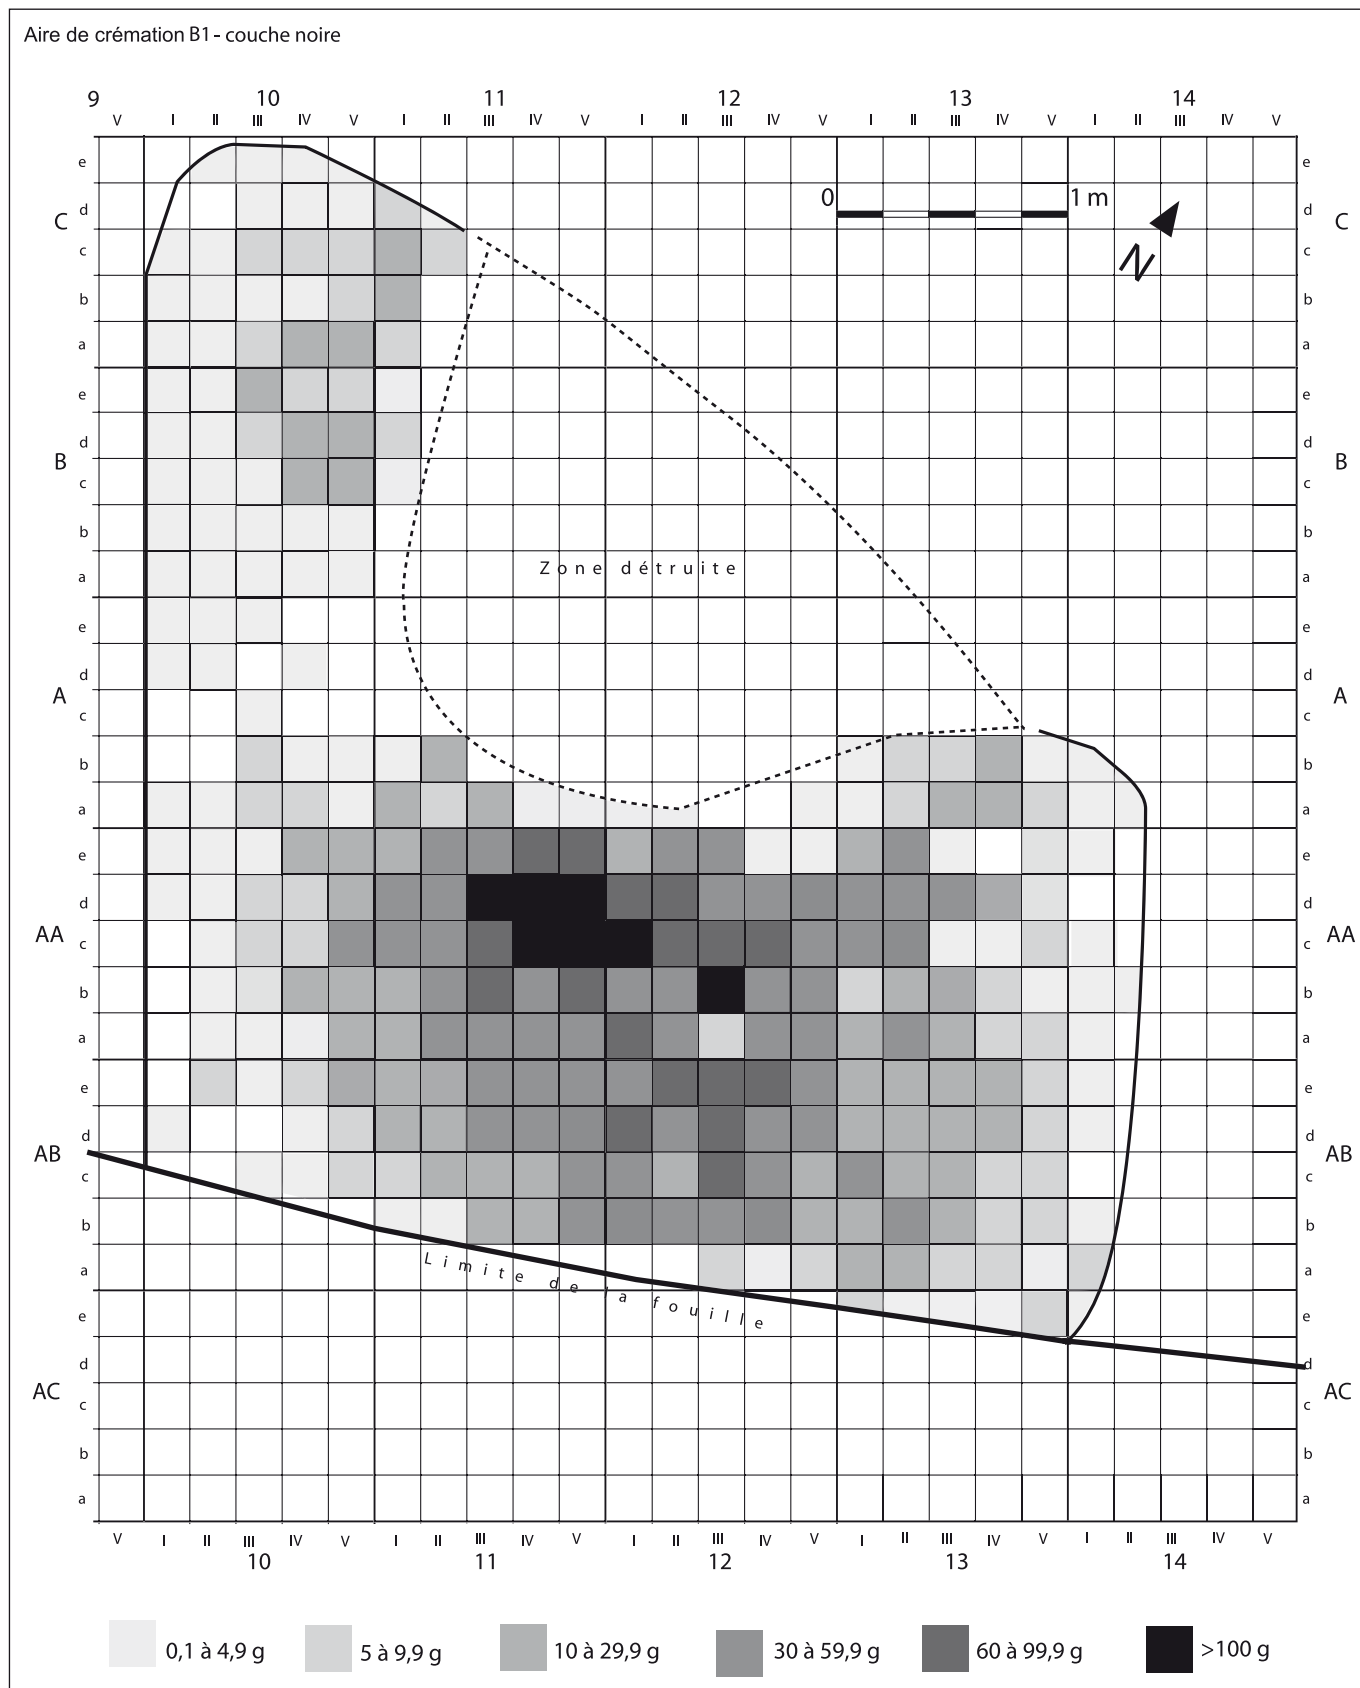 Aire de crémation B1 - couche noire
9 10 11 12 13 14
V I II III IV V I II III IV V I II III IV V I II III IV V I II III IV V
e e
0 1 m
d d
C C
c c
N
b b
a a
e e
d d
B B
c c
b b
Zone détruite
a a
e e
d d
A A
c c
b b
a a
e e
d d
AA AA
c c
b b
a a
e e
d d
AB AB
c c
b b
a a
Limite de la fouille
e e
d d
AC AC
c c
b b
a a
V I II III IV V I II III IV V I II III IV V I II III IV V I II III IV V
10 11 12 13 14
0,1 à 4,9 g 5 à 9,9 g 10 à 29,9 g 30 à 59,9 g 60 à 99,9 g >100 g